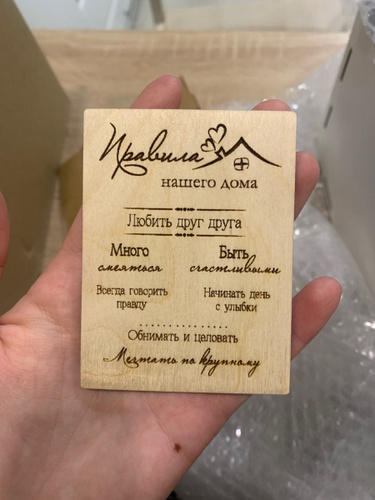 Правила
нашего дома
Любить друг друга
Много
смеяться
Быть
счастливыми
Всегда говорить
правду
Начинать день
с улыбки
Обнимать и целовать
Мечтать по крупному